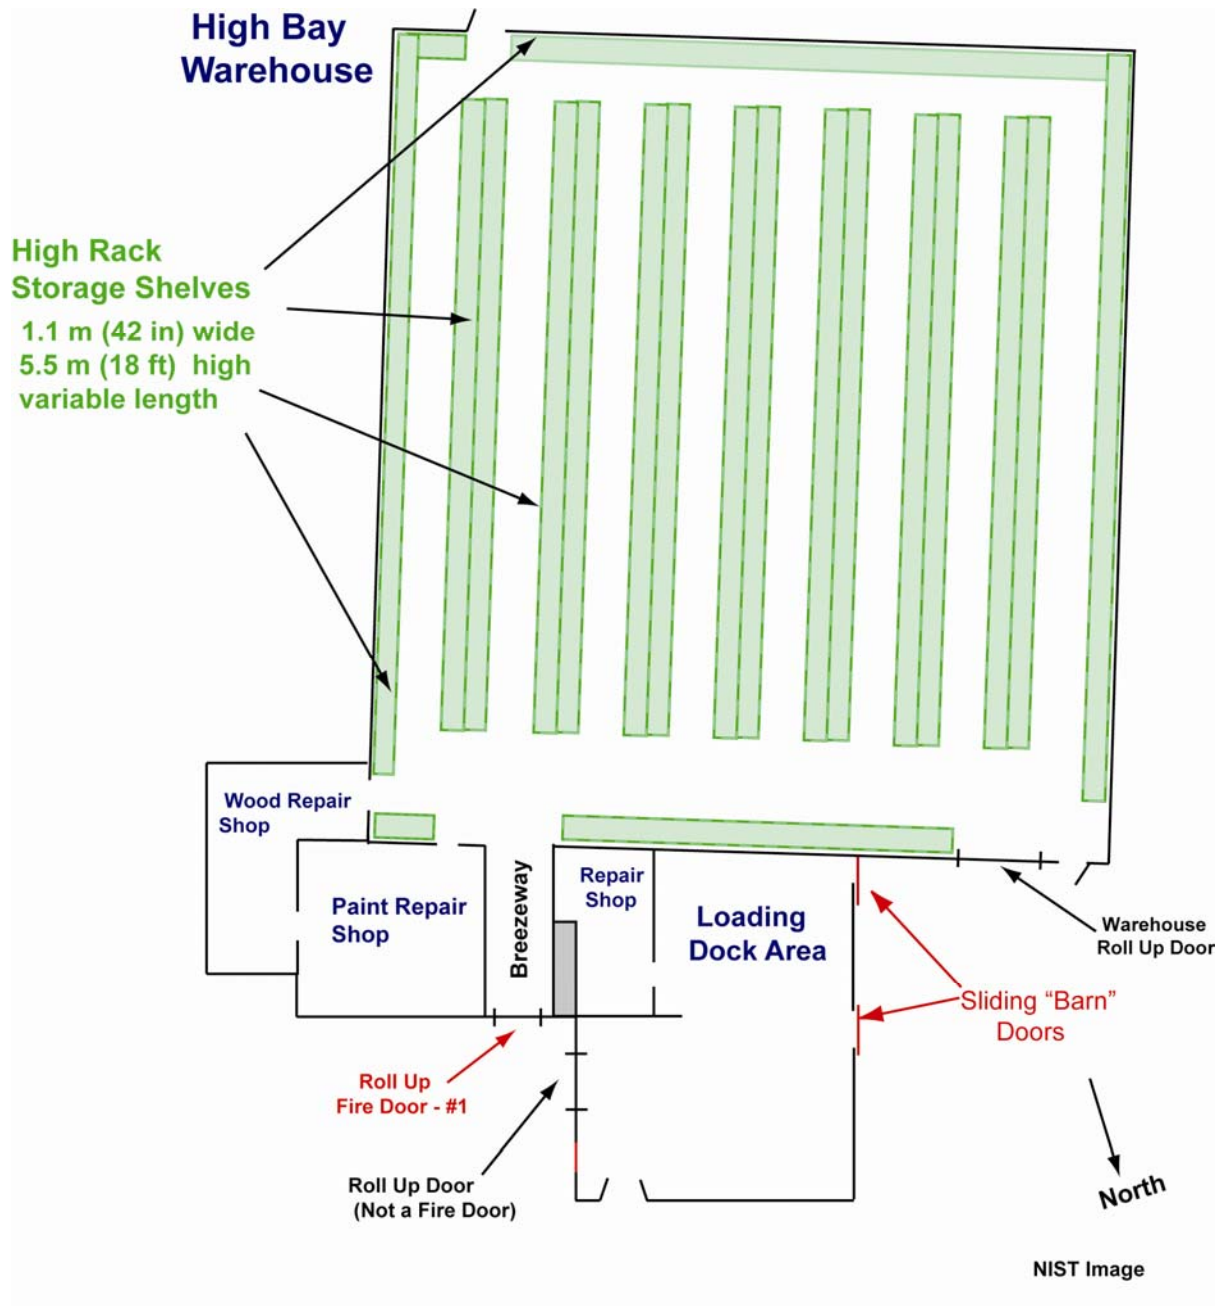 High Bay
Warehouse
High Rack
Storage Shelves
1.1 m (42 in) wide
5.5 m (18 ft)  high
variable length
Wood Repair
Shop
Paint Repair
Shop
Breezeway
Repair
Shop
Loading
Dock Area
Warehouse
Roll Up Door
Sliding “Barn”
Doors
Roll Up
Fire Door - #1
Roll Up Door
(Not a Fire Door)
North
NIST Image